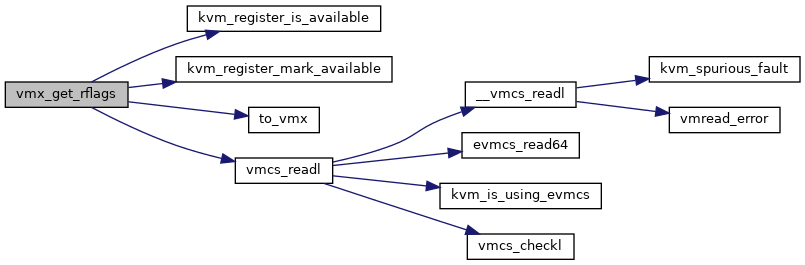 vmx_get_rflags
kvm_register_is_available
kvm_register_mark_available
to_vmx
vmcs_readl
__vmcs_readl
evmcs_read64
kvm_is_using_evmcs
vmcs_checkl
kvm_spurious_fault
vmread_error